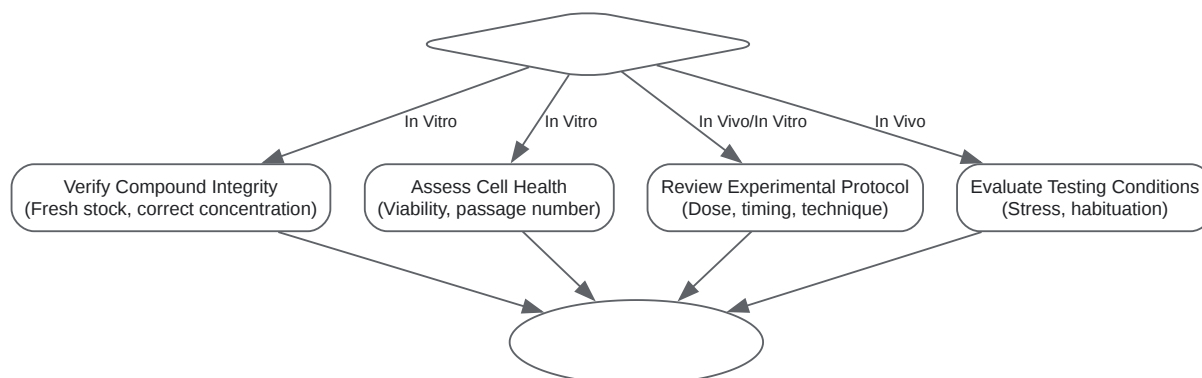 In Vitro
In Vitro
In Vivo/In Vitro
In Vivo
Verify Compound Integrity
(Fresh stock, correct concentration)
Assess Cell Health
(Viability, passage number)
Review Experimental Protocol
(Dose, timing, technique)
Evaluate Testing Conditions
(Stress, habituation)